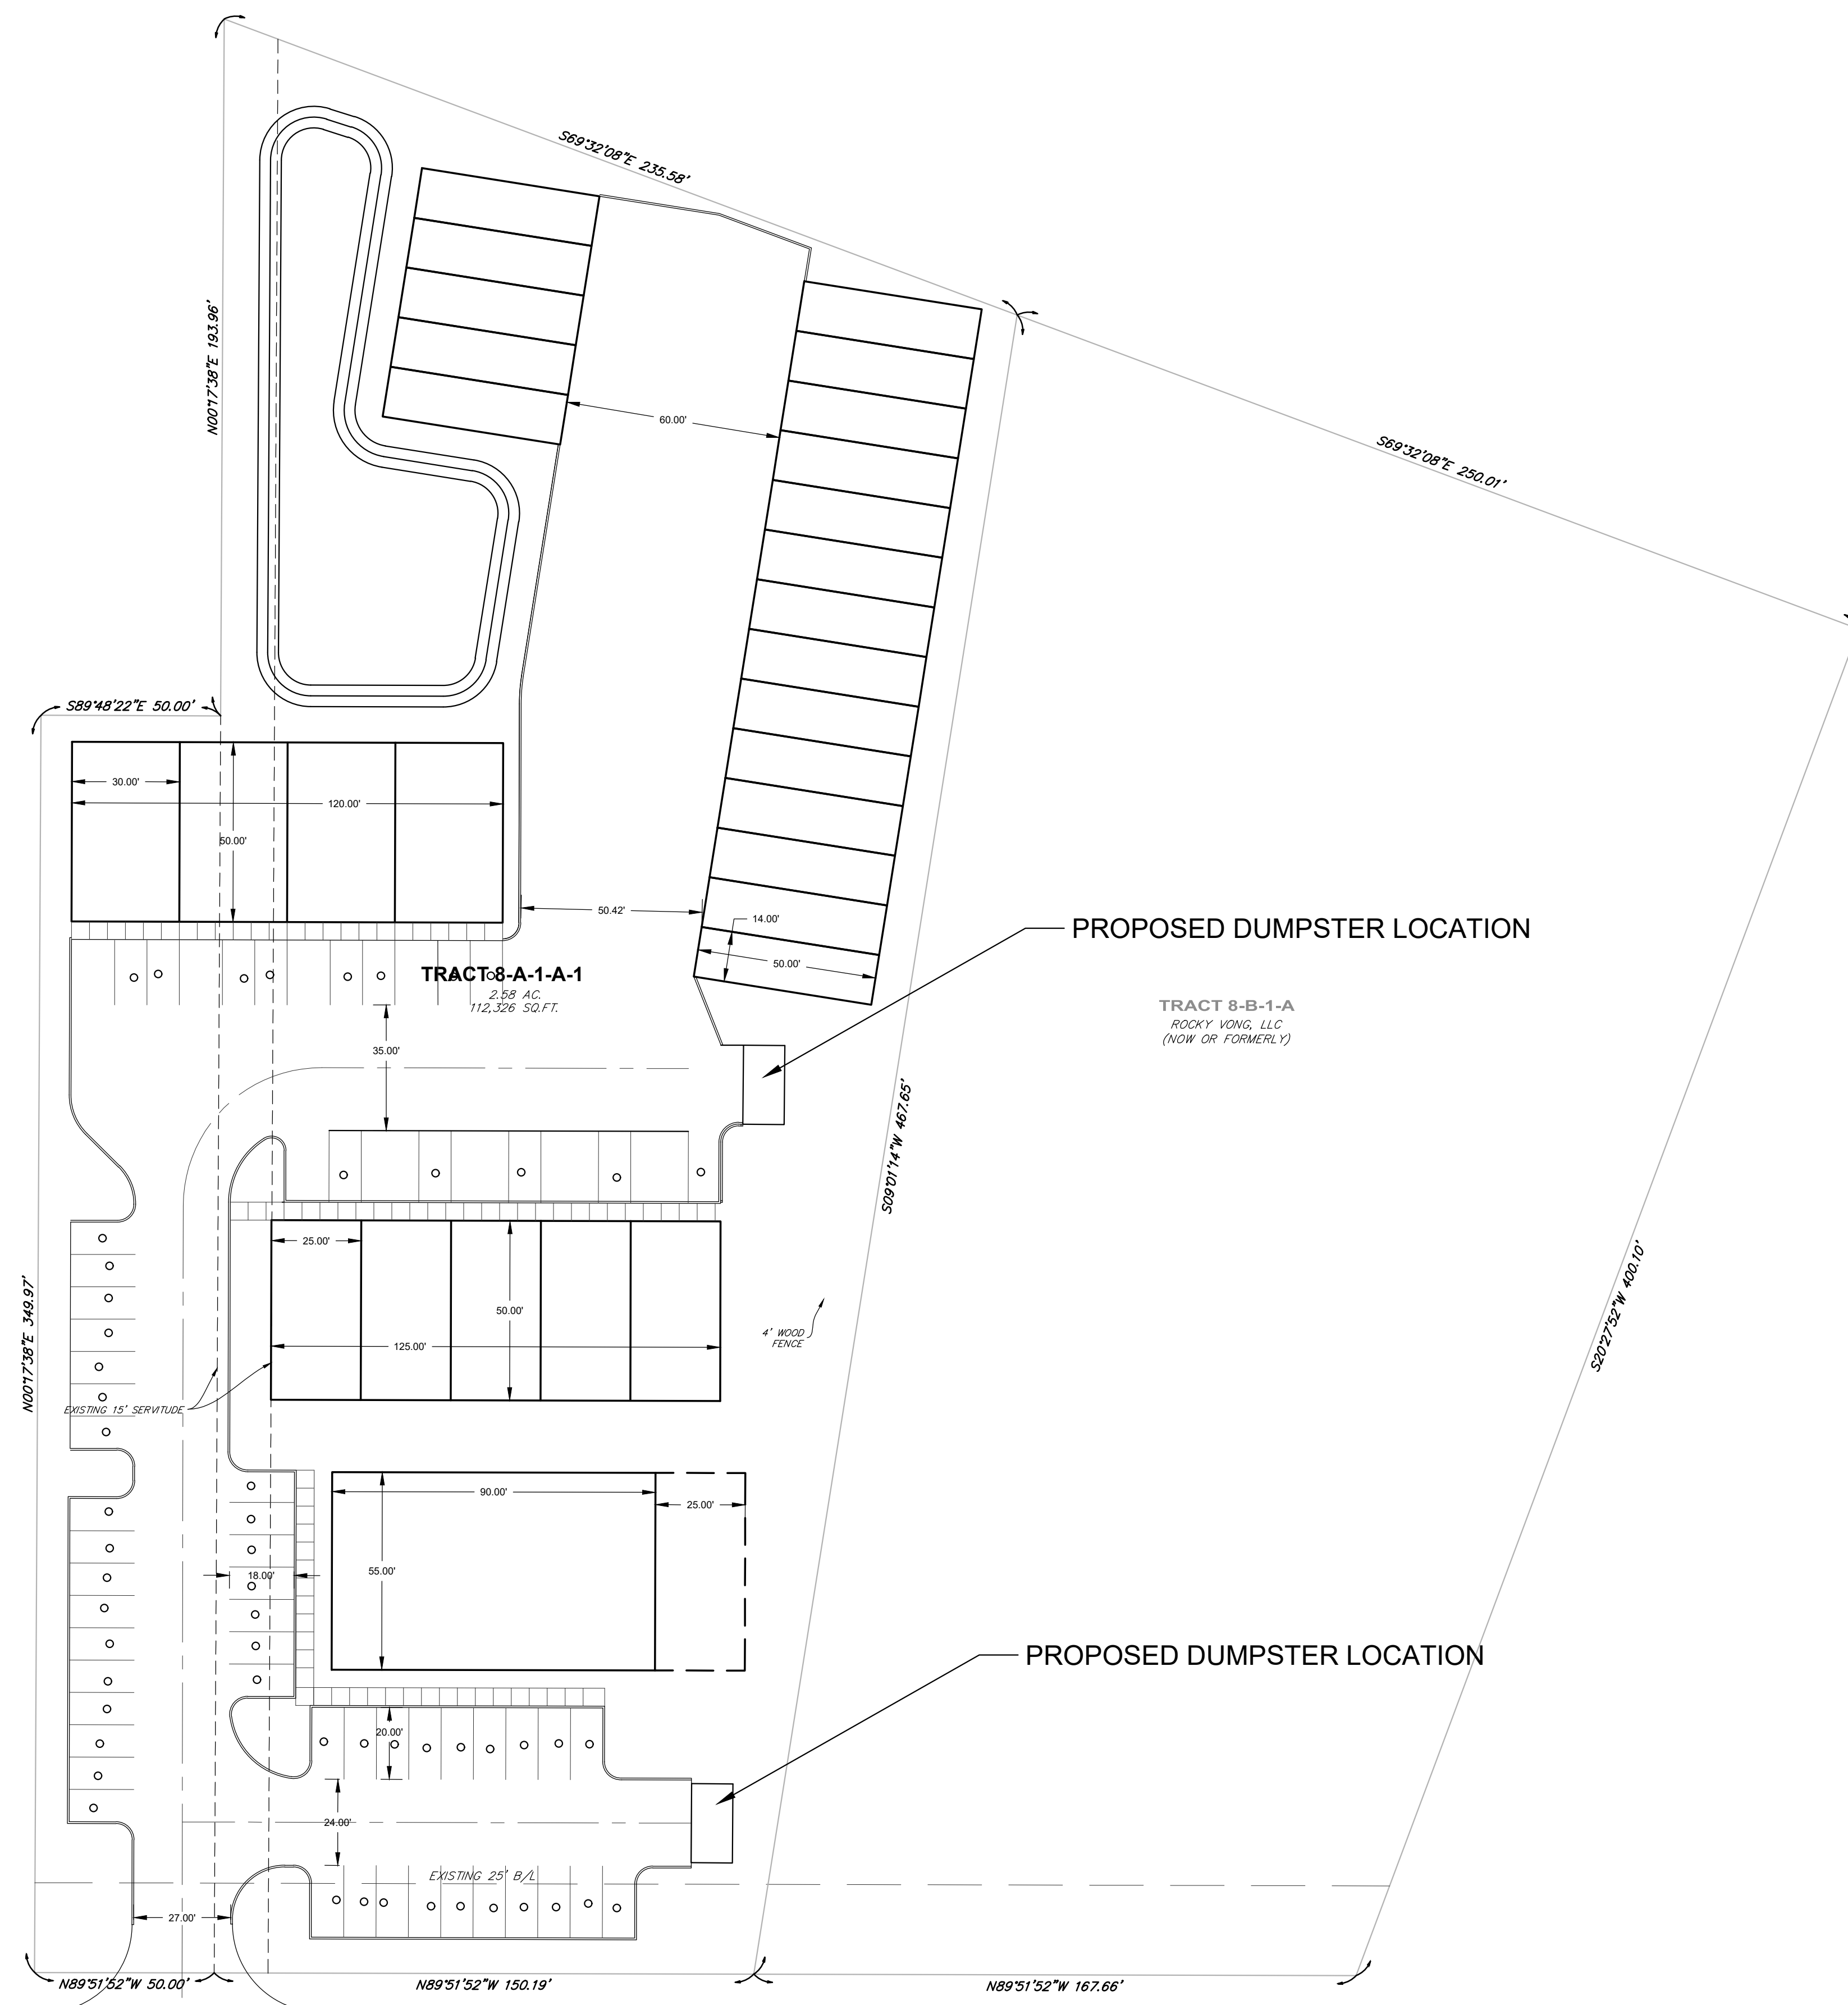 S69°32'08"E 235.58'
N00°17'38"E 193.96'
60.00'
S69°32'08"E 250.01'
S89°48'22"E 50.00'
30.00'
120.00'
50.00'
50.42'
14.00'
50.00'
PROPOSED DUMPSTER LOCATION
TRACT 8-A-1-A-1
2.58 AC.
112,326 SQ.FT.
TRACT 8-B-1-A
ROCKY VONG, LLC
(NOW OR FORMERLY)
35.00'
S09°01'14"W 467.65'
25.00'
50.00'
125.00'
4' WOOD
FENCE
N00°17'38"E 349.97'
S20°27'52"W 400.10'
EXISTING 15' SERVITUDE
90.00'
25.00'
55.00'
18.00'
PROPOSED DUMPSTER LOCATION
20.00'
24.00'
EXISTING 25' B/L
27.00'
N89°51'52"W 50.00'
N89°51'52"W 150.19'
N89°51'52"W 167.66'